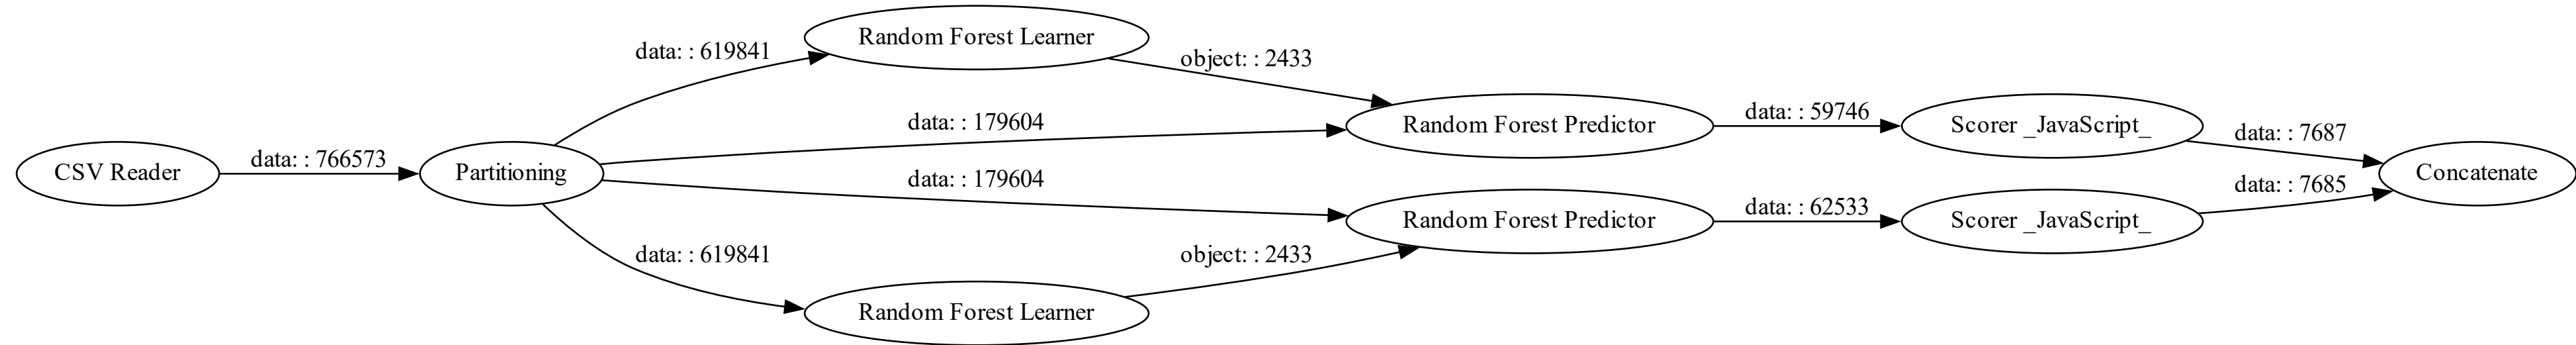 CSV Reader
data: : 766573
Partitioning
data: : 619841
Random Forest Learner
object: : 2433
data: : 179604
Random Forest Predictor
data: : 59746
Scorer _JavaScript_
data: : 7687
data: : 179604
Random Forest Predictor
data: : 62533
Scorer _JavaScript_
data: : 7685
Concatenate
data: : 619841
Random Forest Learner
object: : 2433